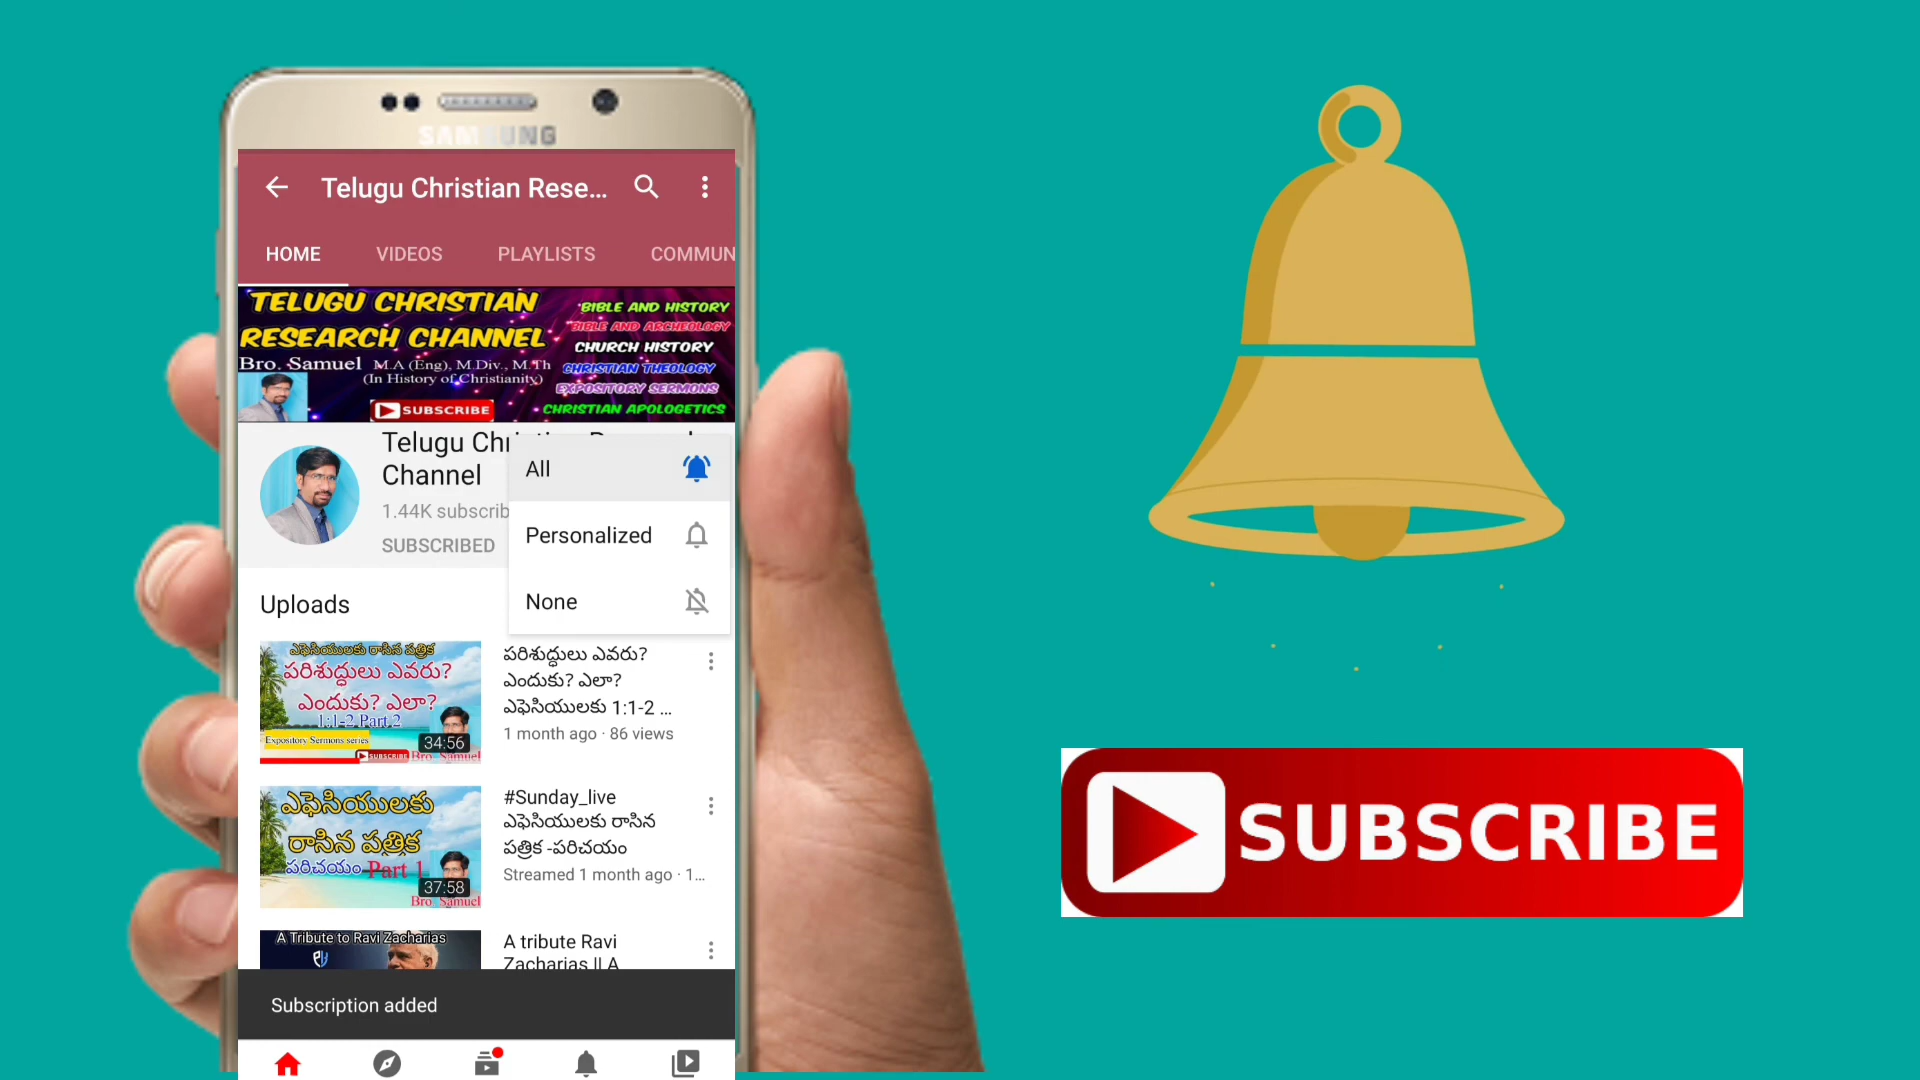 SAMSUNG
Telugu Christian Rese...
HOME VIDEOS PLAYLISTS COMMUN
TELUGU CHRISTIAN
RESEARCH CHANNEL
Bro. Samuel M.A (Eng), M.Div., M.Th
(In History of Christianity)
SUBSCRIBE
BIBLE AND HISTORY
BIBLE AND ARCHEOLOGY
CHURCH HISTORY
CHRISTIAN THEOLOGY
EXPOSITORY SERMONS
CHRISTIAN APOLOGETICS
Telugu Chr
Channel
1.44K subscrib
SUBSCRIBED
All
Personalized
None
Uploads
ఎఫెసియులకు రాసిన పత్రిక
పరిశుద్ధులు ఎవరు?
ఎందుకు? ఎలా?
1:1-2 Part 2
Expository Sermons series
34:56
SUBSCRIBE Bro. Samuel
పరిశుద్ధులు ఎవరు?
ఎందుకు? ఎలా?
ఎఫెసియులకు 1:1-2 ...
1 month ago · 86 views
ఎఫెసియులకు
రాసిన పత్రిక
పరిచయం Part 1
37:58
Bro. Samuel
#Sunday_live
ఎఫెసియులకు రాసిన
పత్రిక -పరిచయం
Streamed 1 month ago · 1...
A Tribute to Ravi Zacharias
A tribute Ravi
Zacharias || A
Subscription added
SUBSCRIBE